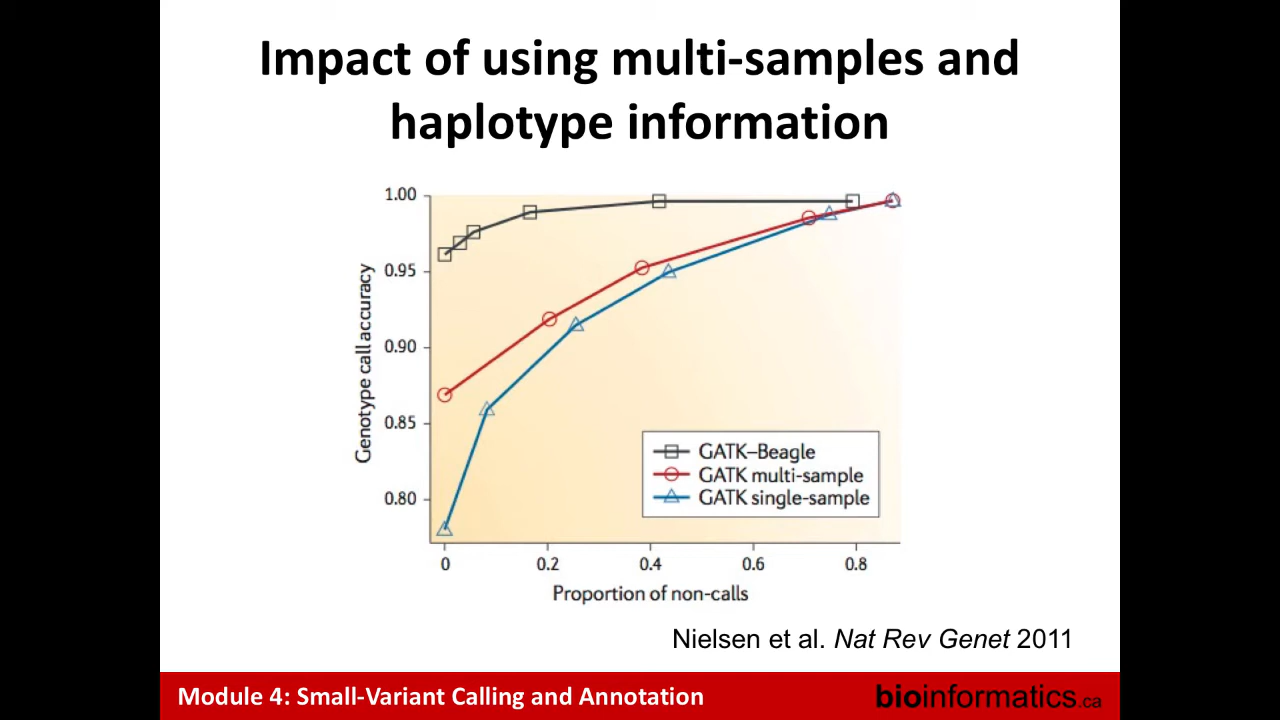 Impact of using multi-samples and
haplotype information
1.00
0.95
0.90
0.85
0.80
Genotype call accuracy
GATK–Beagle
GATK multi-sample
GATK single-sample
0 0.2 0.4 0.6 0.8
Proportion of non-calls
Nielsen et al. Nat Rev Genet 2011
Module 4: Small-Variant Calling and Annotation
bioinformatics.ca